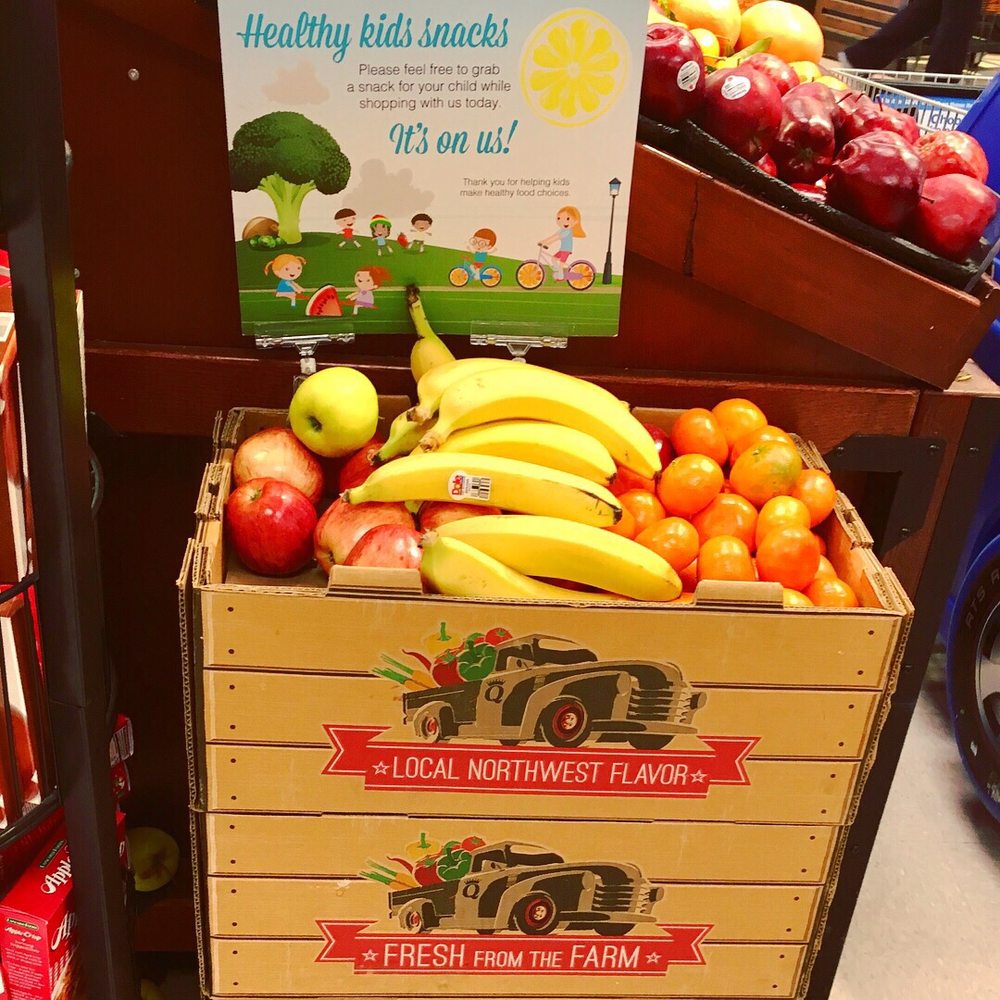 Healthy kids snacks
Please feel free to grab
a snack for your child while
shopping with us today.
It's on us!
Thank you for helping kids
make healthy food choices.
Dole
Q
LOCAL NORTHWEST FLAVOR
Q
FRESH FROM THE FARM